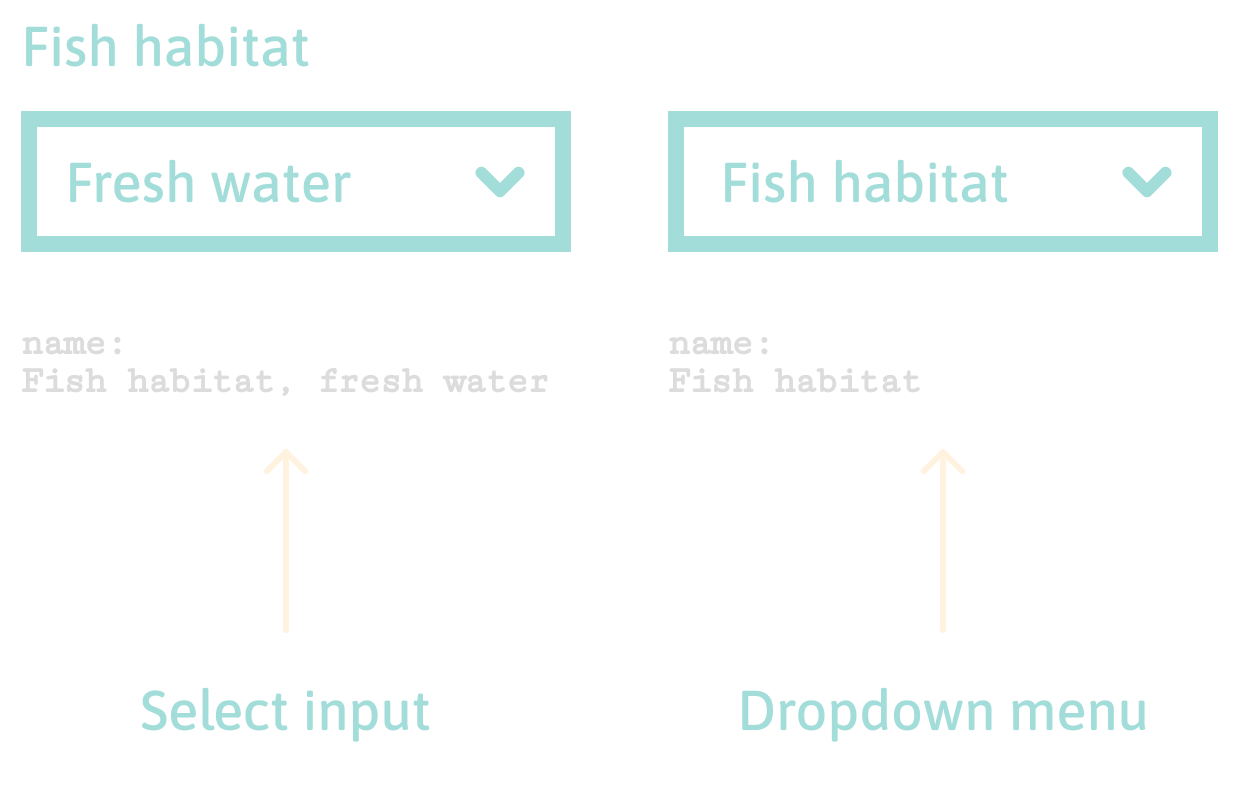 Fish habitat
Fresh water
Fish habitat
name:
Fish habitat, fresh water
name:
Fish habitat
Select input
Dropdown menu